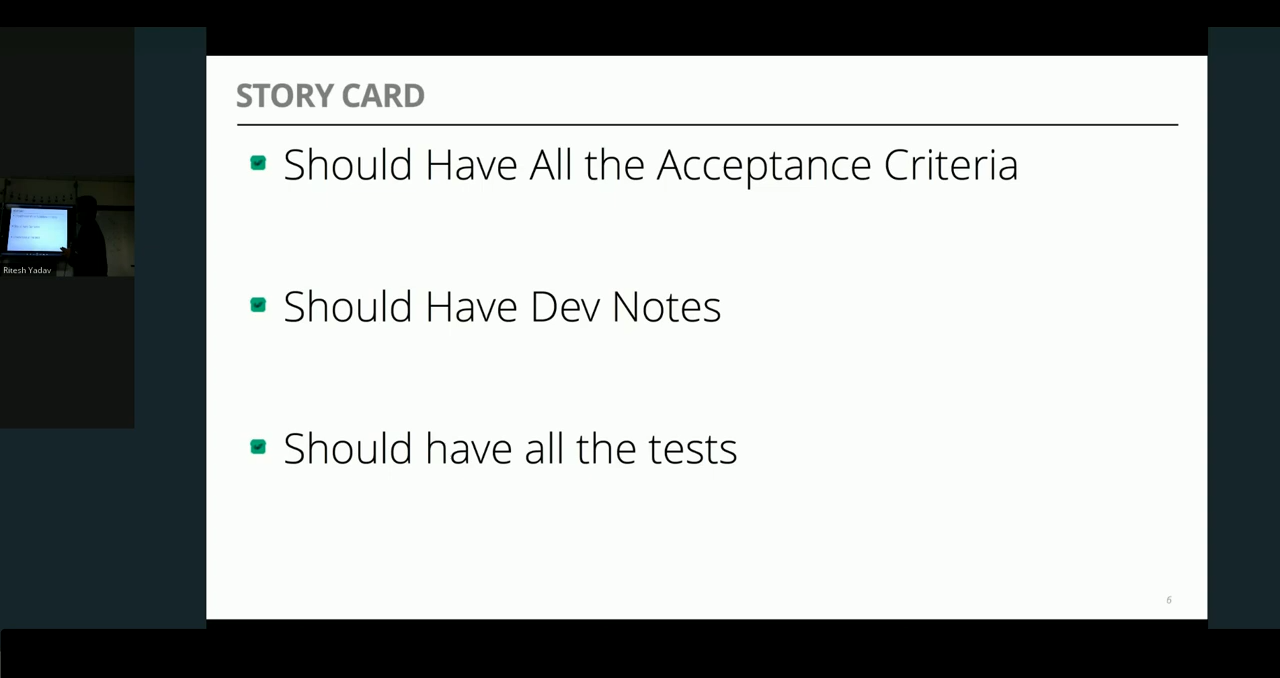 STORY CARD
Should Have All the Acceptance Criteria
Should Have Dev Notes
Should have all the tests
6
Ritesh Yadav